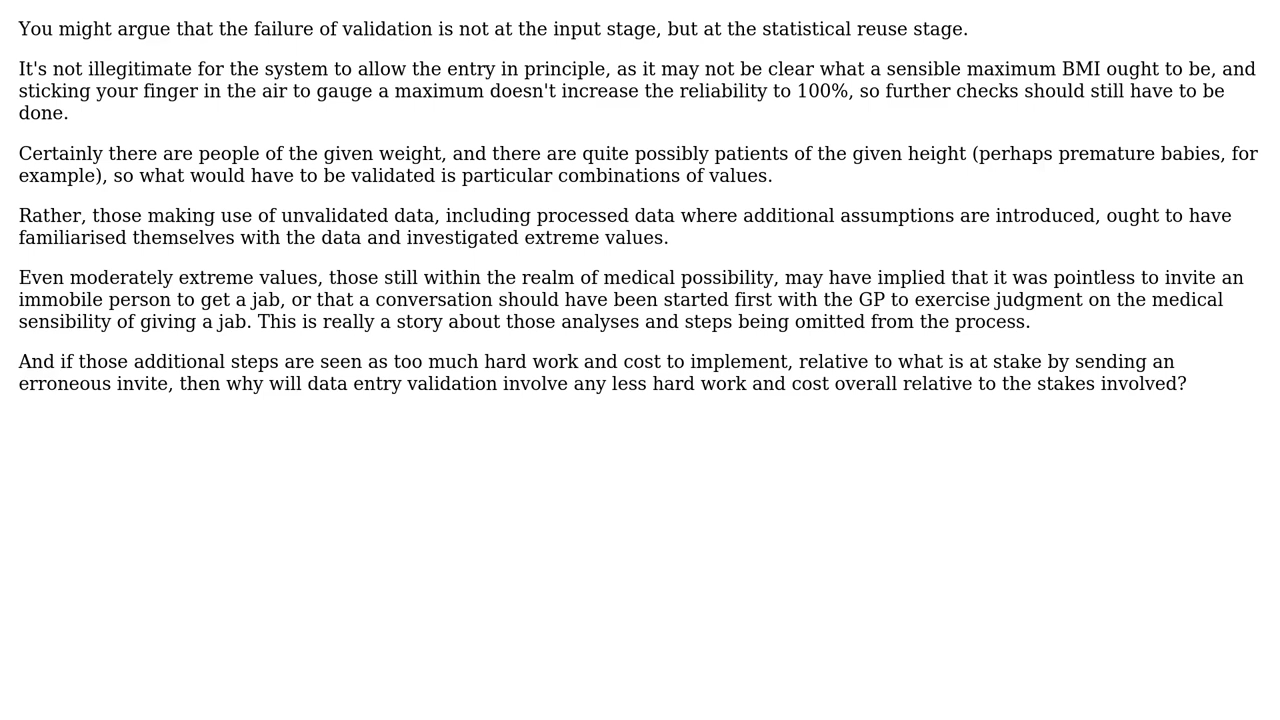 You might argue that the failure of validation is not at the input stage, but at the statistical reuse stage.
It's not illegitimate for the system to allow the entry in principle, as it may not be clear what a sensible maximum BMI ought to be, and
sticking your finger in the air to gauge a maximum doesn't increase the reliability to 100%, so further checks should still have to be
done.
Certainly there are people of the given weight, and there are quite possibly patients of the given height (perhaps premature babies, for
example), so what would have to be validated is particular combinations of values.
Rather, those making use of unvalidated data, including processed data where additional assumptions are introduced, ought to have
familiarised themselves with the data and investigated extreme values.
Even moderately extreme values, those still within the realm of medical possibility, may have implied that it was pointless to invite an
immobile person to get a jab, or that a conversation should have been started first with the GP to exercise judgment on the medical
sensibility of giving a jab. This is really a story about those analyses and steps being omitted from the process.
And if those additional steps are seen as too much hard work and cost to implement, relative to what is at stake by sending an
erroneous invite, then why will data entry validation involve any less hard work and cost overall relative to the stakes involved?